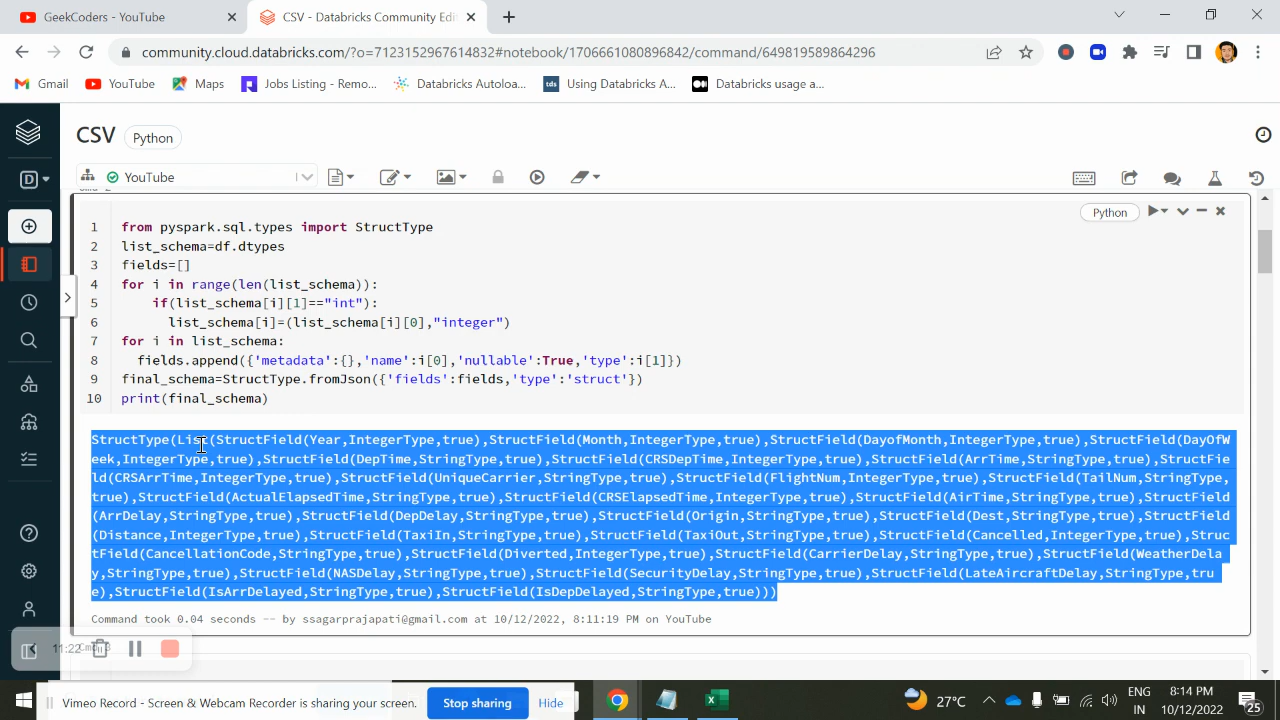 GeekCoders - YouTube
CSV - Databricks Community Edi
community.cloud.databricks.com/?o=7123152967614832#notebook/1706661080896842/command/649819589864296
Gmail
YouTube
Maps
Jobs Listing - Remo...
Databricks Autoloa...
tds
Using Databricks A...
Databricks usage a...
CSV
Python
D
YouTube
Cmd 2
Python
1 from pyspark.sql.types import StructType
2 list_schema=df.dtypes
3 fields=[]
4 for i in range(len(list_schema)):
5 if(list_schema[i][1]=="int"):
6 list_schema[i]=(list_schema[i][0],"integer")
7 for i in list_schema:
8 fields.append({'metadata':{},'name':i[0],'nullable':True,'type':i[1]})
9 final_schema=StructType.fromJson({'fields':fields,'type':'struct'})
10 print(final_schema)
StructType(List(StructField(Year,IntegerType,true),StructField(Month,IntegerType,true),StructField(DayofMonth,IntegerType,true),StructField(DayOfW
eek,IntegerType,true),StructField(DepTime,StringType,true),StructField(CRSDepTime,IntegerType,true),StructField(ArrTime,StringType,true),StructFie
ld(CRSArrTime,IntegerType,true),StructField(UniqueCarrier,StringType,true),StructField(FlightNum,IntegerType,true),StructField(TailNum,StringType,
true),StructField(ActualElapsedTime,StringType,true),StructField(CRSElapsedTime,IntegerType,true),StructField(AirTime,StringType,true),StructField
(ArrDelay,StringType,true),StructField(DepDelay,StringType,true),StructField(Origin,StringType,true),StructField(Dest,StringType,true),StructField
(Distance,IntegerType,true),StructField(TaxiIn,StringType,true),StructField(TaxiOut,StringType,true),StructField(Cancelled,IntegerType,true),Struc
tField(CancellationCode,StringType,true),StructField(Diverted,IntegerType,true),StructField(CarrierDelay,StringType,true),StructField(WeatherDela
y,StringType,true),StructField(NASDelay,StringType,true),StructField(SecurityDelay,StringType,true),StructField(LateAircraftDelay,StringType,tru
e),StructField(IsArrDelayed,StringType,true),StructField(IsDepDelayed,StringType,true)))
Command took 0.04 seconds -- by ssagarprajapati@gmail.com at 10/12/2022, 8:11:19 PM on YouTube
11:22
Cmd 3
Vimeo Record - Screen & Webcam Recorder is sharing your screen.
Stop sharing
Hide
27°C
ENG
IN
8:14 PM
10/12/2022
25